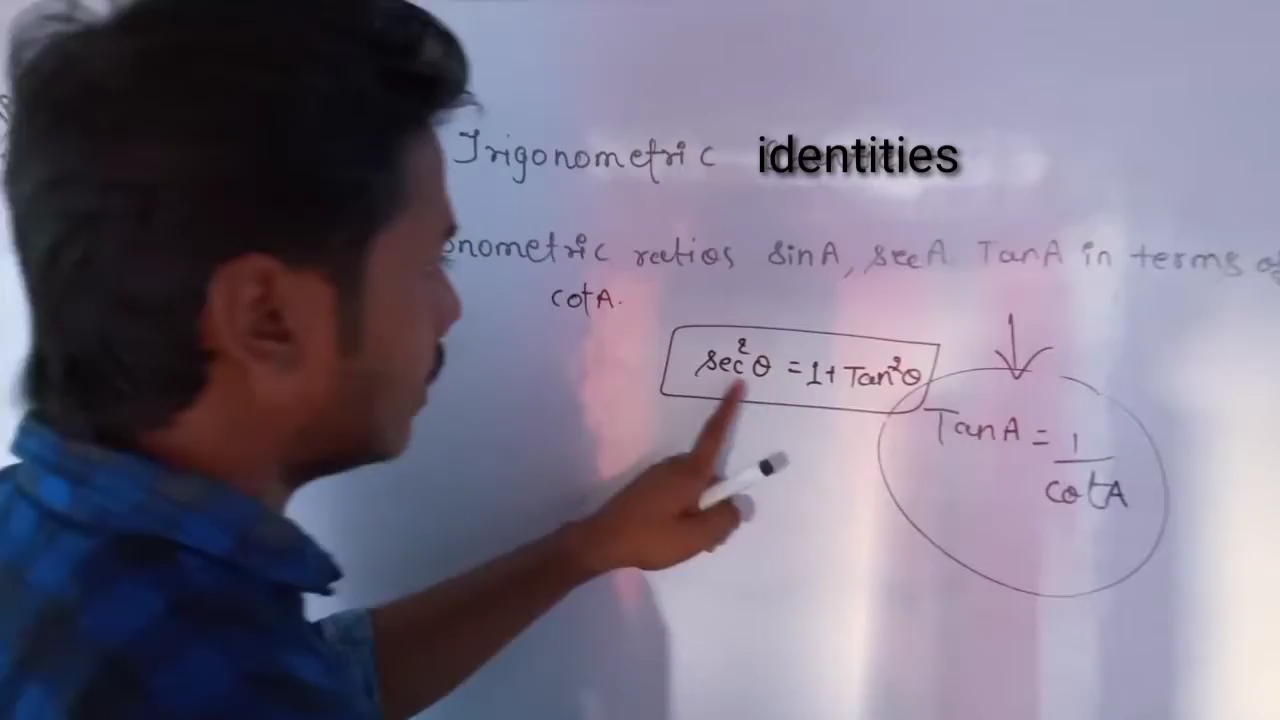 Trigonometric identities
onometric ratios sinA, secA TanA in terms of
cotA.
sec²θ = 1 + Tan²θ
TanA = 1/cotA